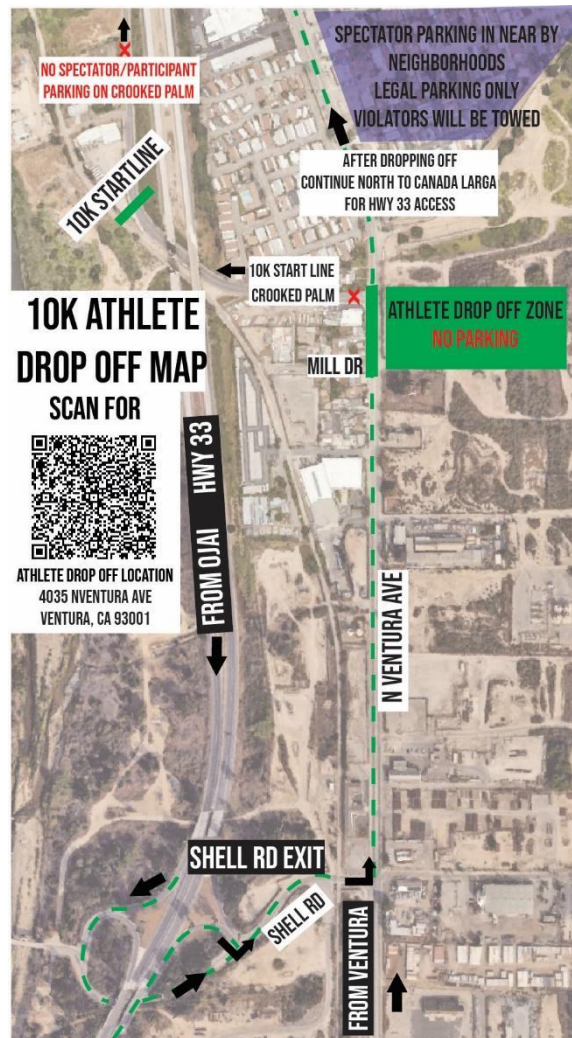 SPECTATOR PARKING IN NEAR BY
NEIGHBORHOODS
LEGAL PARKING ONLY
VIOLATORS WILL BE TOWED
NO SPECTATOR/PARTICIPANT
PARKING ON CROOKED PALM
AFTER DROPPING OFF
CONTINUE NORTH TO CANADA LARGA
FOR HWY 33 ACCESS
10K STARTLINE
10K START LINE
CROOKED PALM
ATHLETE DROP OFF ZONE
NO PARKING
MILL DR
10K ATHLETE
DROP OFF MAP
SCAN FOR
ATHLETE DROP OFF LOCATION
4035 NVENTURA AVE
VENTURA, CA 93001
FROM OJAI HWY 33
N VENTURA AVE
SHELL RD EXIT
SHELL RD
FROM VENTURA